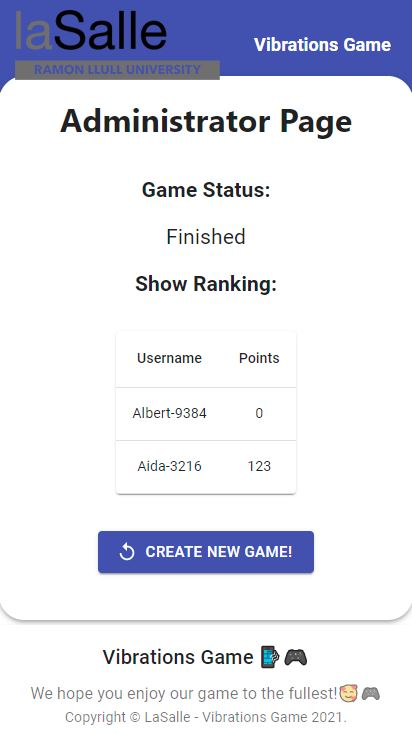 laSalle
RAMON LLULL UNIVERSITY
Vibrations Game
Administrator Page
Game Status:
Finished
Show Ranking:
Username Points
Albert-9384 0
Aida-3216 123
CREATE NEW GAME!
Vibrations Game 📲🎮
We hope you enjoy our game to the fullest!🥰🎮
Copyright © LaSalle - Vibrations Game 2021.